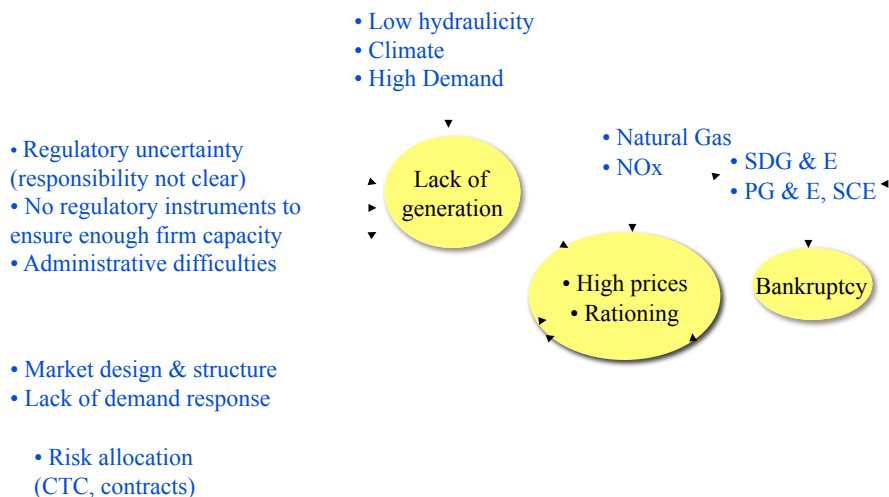 • Low hydraulicity
• Climate
• High Demand
• Regulatory uncertainty
(responsibility not clear)
• No regulatory instruments to
ensure enough firm capacity
• Administrative difficulties
Lack of
generation
• Natural Gas
• NOx
• SDG & E
• PG & E, SCE
• High prices
• Rationing
Bankruptcy
• Market design & structure
• Lack of demand response
• Risk allocation
(CTC, contracts)